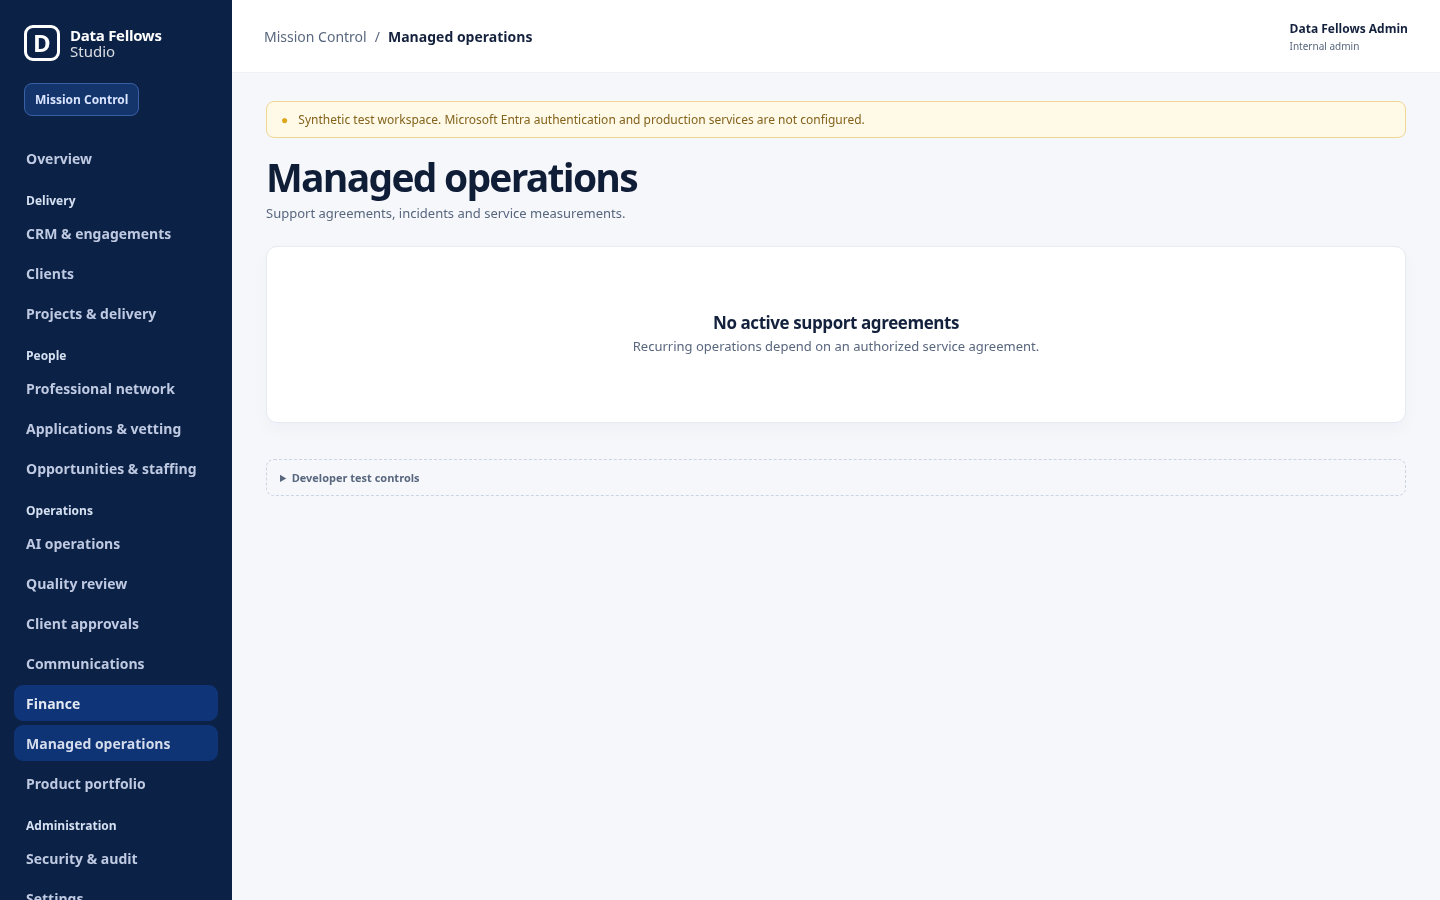 D
Data Fellows
Studio
Mission Control
Overview
Delivery
CRM & engagements
Clients
Projects & delivery
People
Professional network
Applications & vetting
Opportunities & staffing
Operations
AI operations
Quality review
Client approvals
Communications
Finance
Managed operations
Product portfolio
Administration
Security & audit
Settings
Mission Control / Managed operations
Data Fellows Admin
Internal admin
Synthetic test workspace. Microsoft Entra authentication and production services are not configured.
Managed operations
Support agreements, incidents and service measurements.
No active support agreements
Recurring operations depend on an authorized service agreement.
Developer test controls